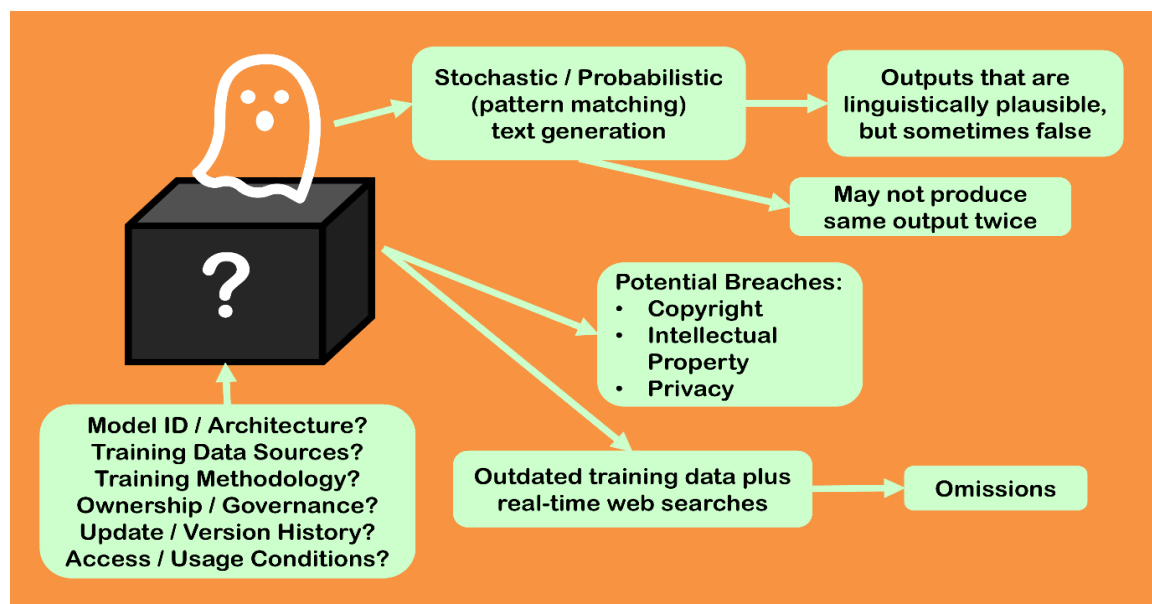 Stochastic / Probabilistic
(pattern matching)
text generation
Outputs that are
linguistically plausible,
but sometimes false
May not produce
same output twice
?
Potential Breaches:
• Copyright
• Intellectual
Property
• Privacy
Model ID / Architecture?
Training Data Sources?
Training Methodology?
Ownership / Governance?
Update / Version History?
Access / Usage Conditions?
Outdated training data plus
real-time web searches
Omissions